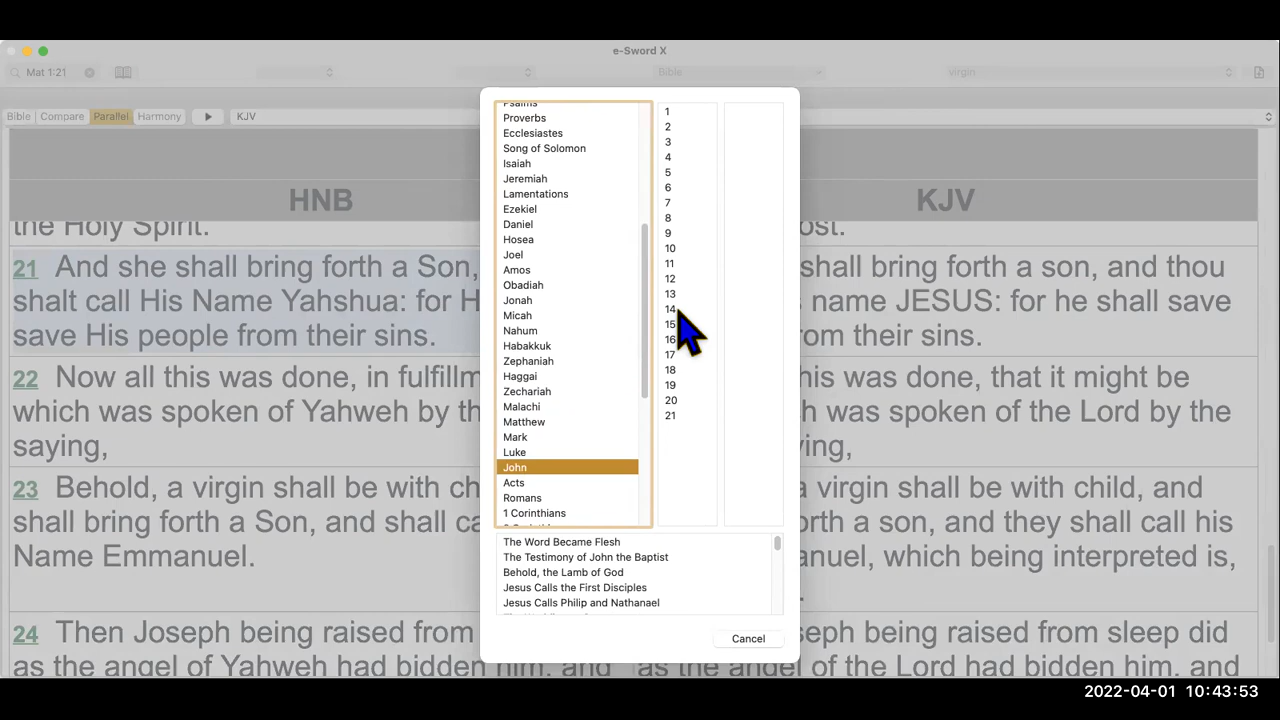 e-Sword X
Mat 1:21
Bible
Virgin
Bible Compare Parallel Harmony KJV
HNB KJV
the Holy Spirit. ost.
21 And she shall bring forth a Son, shall bring forth a son, and thou
shalt call His Name Yahshua: for H s name JESUS: for he shall save
save His people from their sins. from their sins.
22 Now all this was done, in fulfillm his was done, that it might be
which was spoken of Yahweh by th h was spoken of the Lord by the
saying, ying,
23 Behold, a virgin shall be with ch a virgin shall be with child, and
shall bring forth a Son, and shall ca orth a son, and they shall call his
Name Emmanuel. anuel, which being interpreted is,
24 Then Joseph being raised from seph being raised from sleep did
as the angel of Yahweh had bidden him, and as the angel of the Lord had bidden him, and
Psalms
Proverbs
Ecclesiastes
Song of Solomon
Isaiah
Jeremiah
Lamentations
Ezekiel
Daniel
Hosea
Joel
Amos
Obadiah
Jonah
Micah
Nahum
Habakkuk
Zephaniah
Haggai
Zechariah
Malachi
Matthew
Mark
Luke
John
Acts
Romans
1 Corinthians
1
2
3
4
5
6
7
8
9
10
11
12
13
14
15
16
17
18
19
20
21
The Word Became Flesh
The Testimony of John the Baptist
Behold, the Lamb of God
Jesus Calls the First Disciples
Jesus Calls Philip and Nathanael
Cancel
2022-04-01 10:43:53